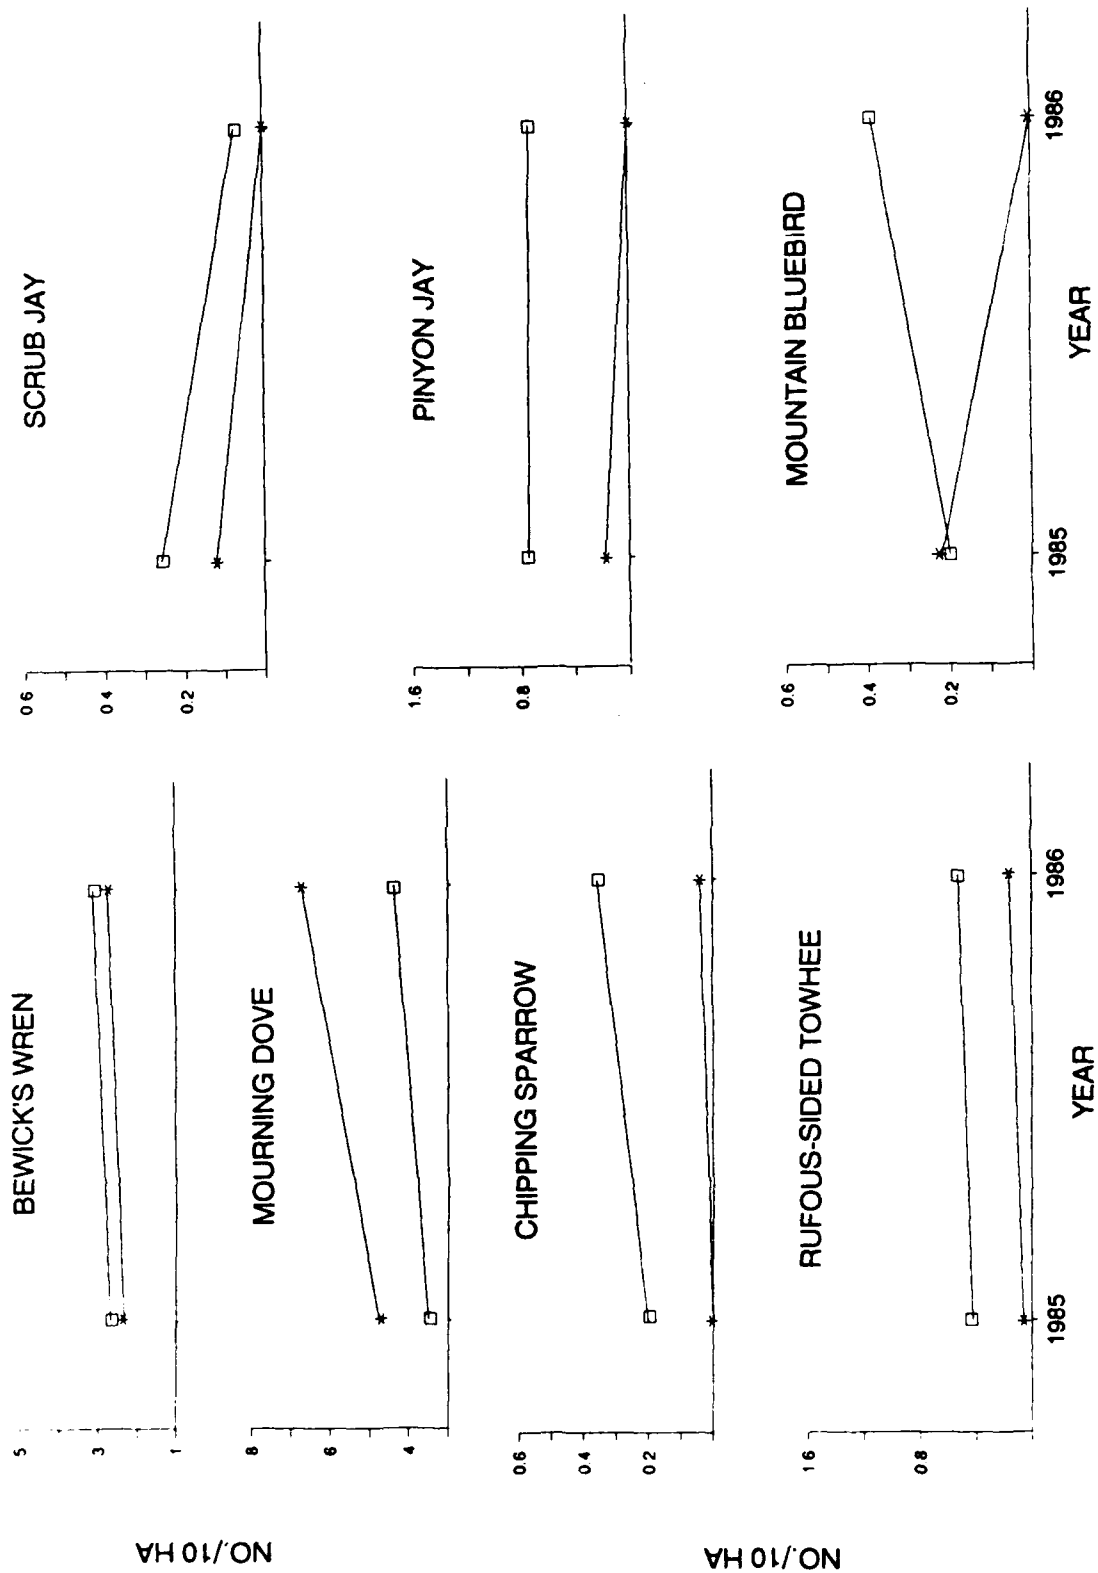 BEWICK'S WREN
5
3
1
MOURNING DOVE
8
6
4
NO./10 HA
CHIPPING SPARROW
0.6
0.4
0.2
RUFOUS-SIDED TOWHEE
1.6
0.8
NO./10 HA
1985
1986
YEAR
SCRUB JAY
0.6
0.4
0.2
PINYON JAY
1.6
0.8
MOUNTAIN BLUEBIRD
0.6
0.4
0.2
1985
1986
YEAR